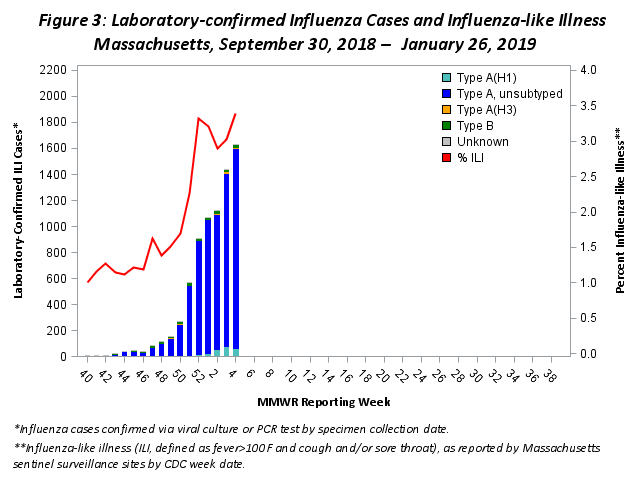 Figure 3: Laboratory-confirmed Influenza Cases and Influenza-like Illness
Massachusetts, September 30, 2018 – January 26, 2019
Laboratory-Confirmed ILI Cases*
2200
2000
1800
1600
1400
1200
1000
800
600
400
200
0
Type A(H1)
Type A, unsubtyped
Type A(H3)
Type B
Unknown
% ILI
4.0
3.5
3.0
2.5
2.0
1.5
1.0
0.5
0.0
Percent Influenza-like Illness**
40 42 44 46 48 50 52 2 4 6 8 10 12 14 16 18 20 22 24 26 28 30 32 34 36 38
MMWR Reporting Week
*Influenza cases confirmed via viral culture or PCR test by specimen collection date.
**Influenza-like illness (ILI, defined as fever>100 F and cough and/or sore throat), as reported by Massachusetts
sentinel surveillance sites by CDC week date.